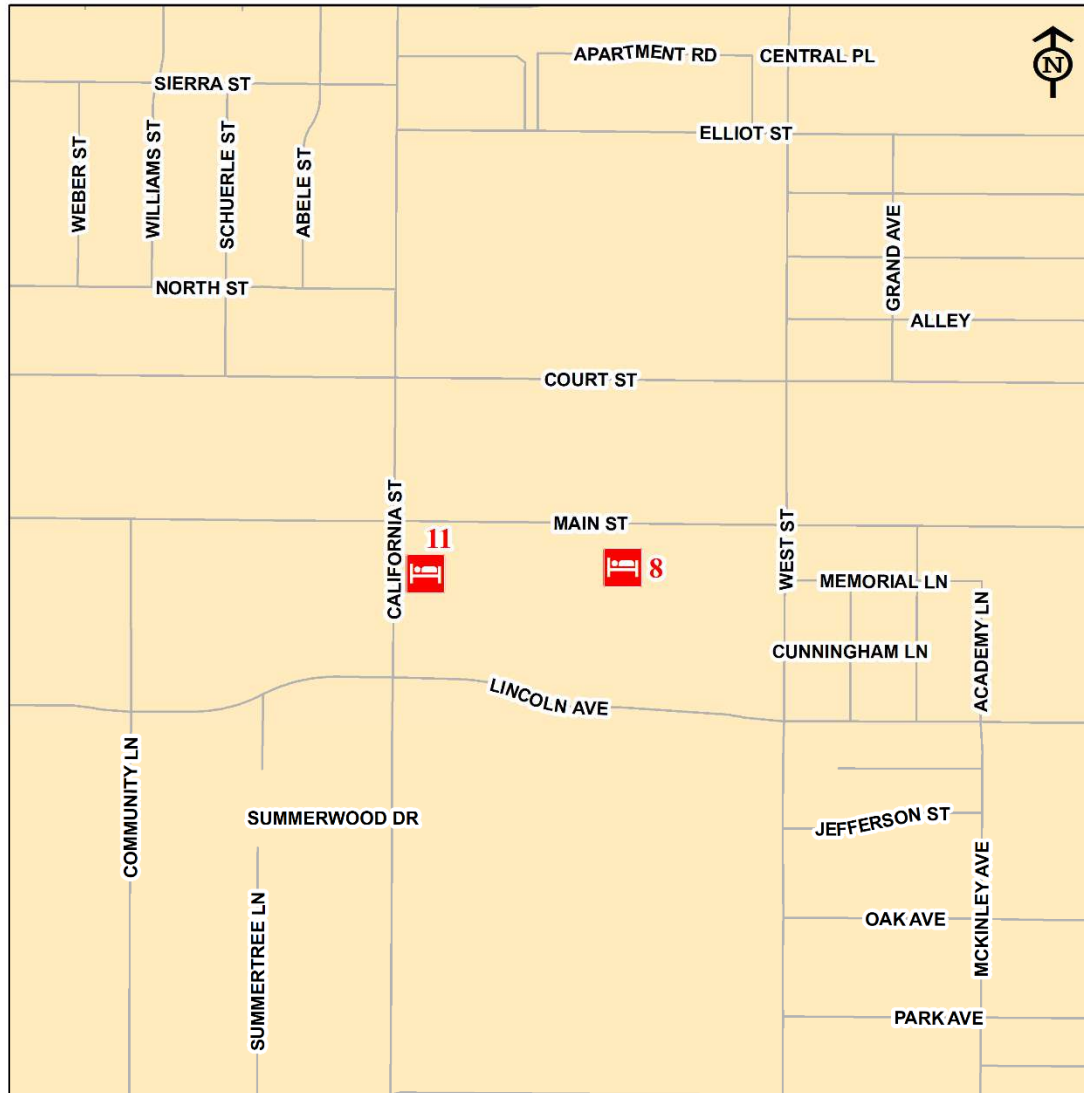 APARTMENT RD
CENTRAL PL
N
SIERRA ST
ELLIOT ST
WEBER ST
WILLIAMS ST
SCHUERLE ST
ABELE ST
GRAND AVE
NORTH ST
ALLEY
COURT ST
CALIFORNIA ST
MAIN ST
WEST ST
11
8
MEMORIAL LN
ACADEMY LN
CUNNINGHAM LN
LINCOLN AVE
COMMUNITY LN
SUMMERWOOD DR
JEFFERSON ST
MCKINLEY AVE
SUMMERTREE LN
OAK AVE
PARK AVE